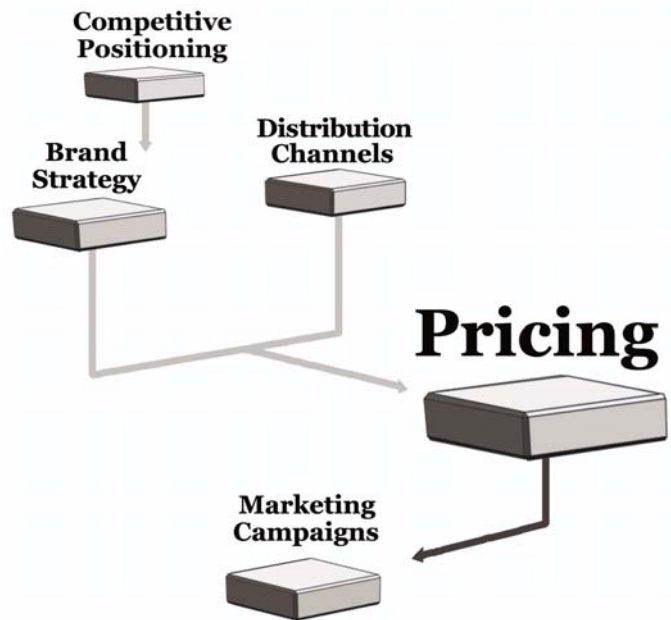 Competitive
Positioning
Brand
Strategy
Distribution
Channels
Pricing
Marketing
Campaigns